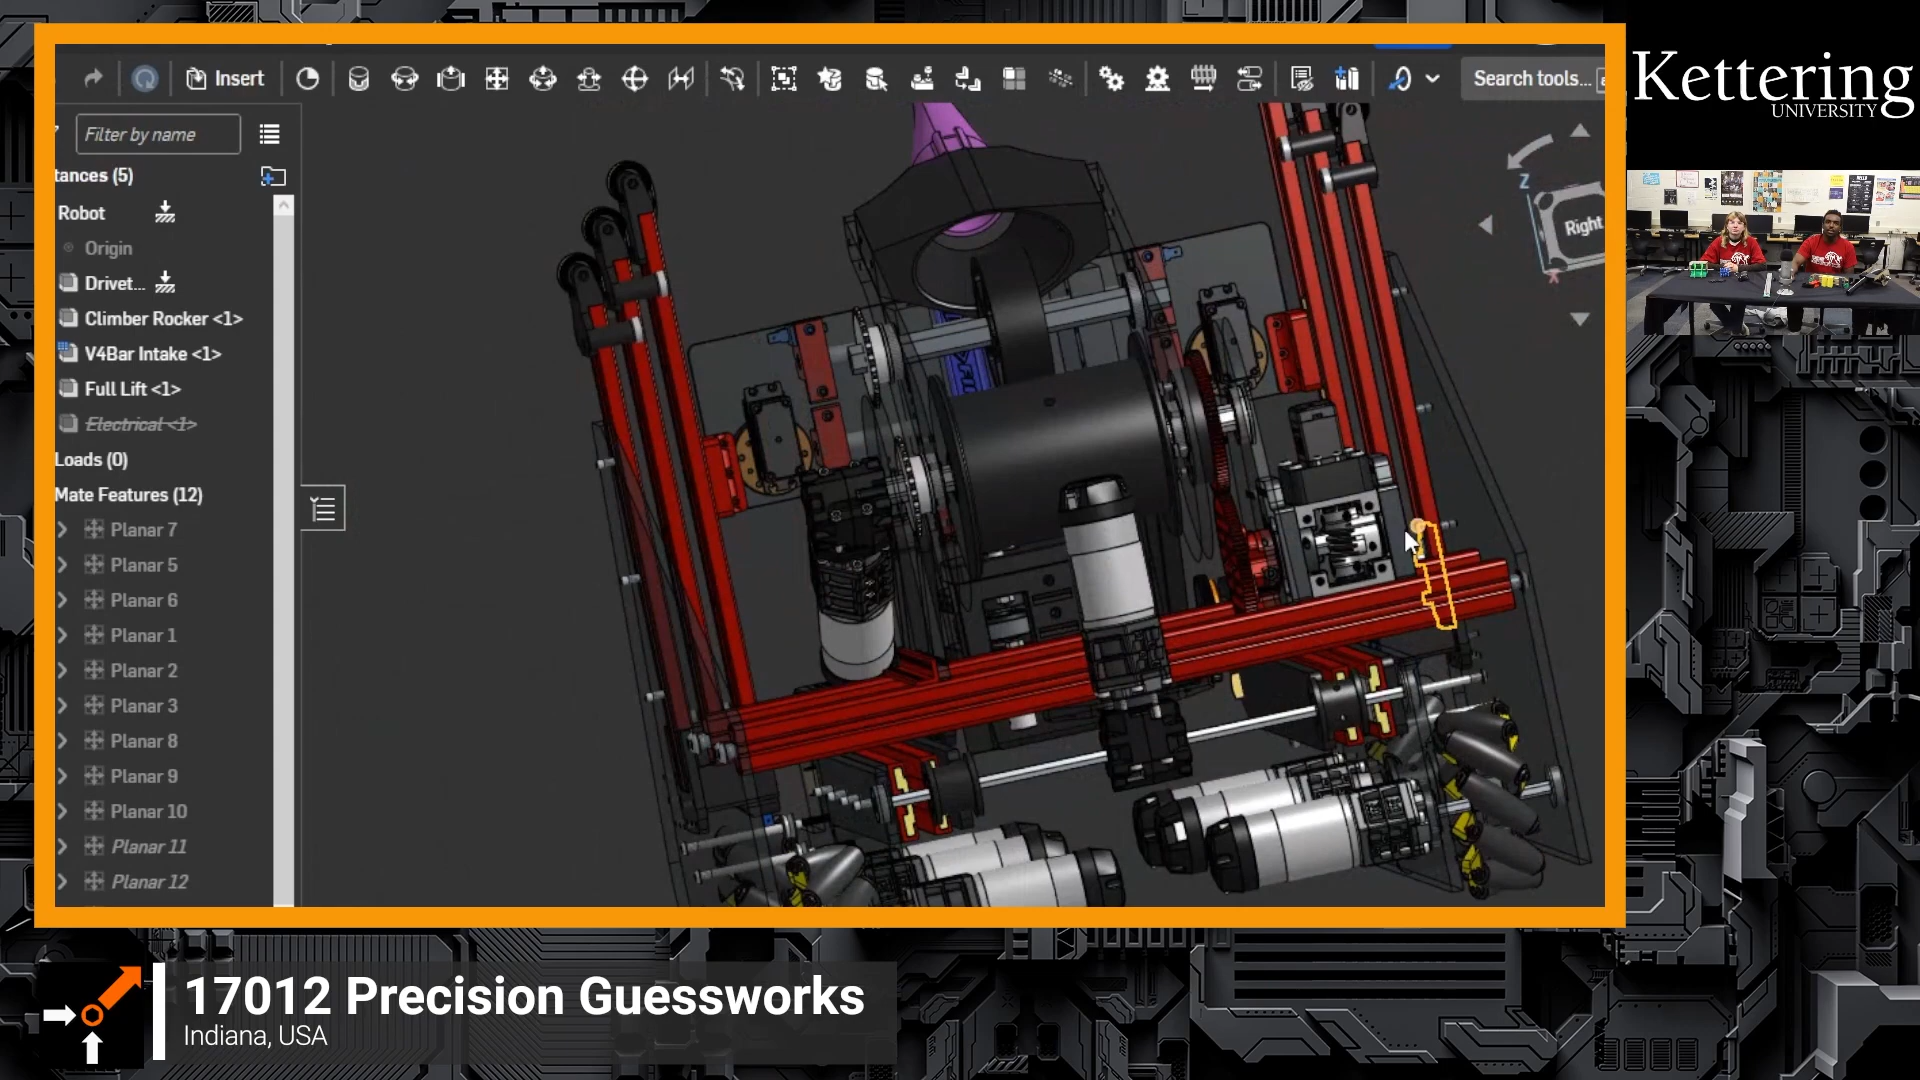 Insert
Search tools...
Filter by name
tances (5)
Robot
Origin
Drivet...
Climber Rocker <1>
V4Bar Intake <1>
Full Lift <1>
Electrical <1>
Loads (0)
Mate Features (12)
Planar 7
Planar 5
Planar 6
Planar 1
Planar 2
Planar 3
Planar 8
Planar 9
Planar 10
Planar 11
Planar 12
Z
Right
X
Kettering
UNIVERSITY
17012 Precision Guessworks
Indiana, USA